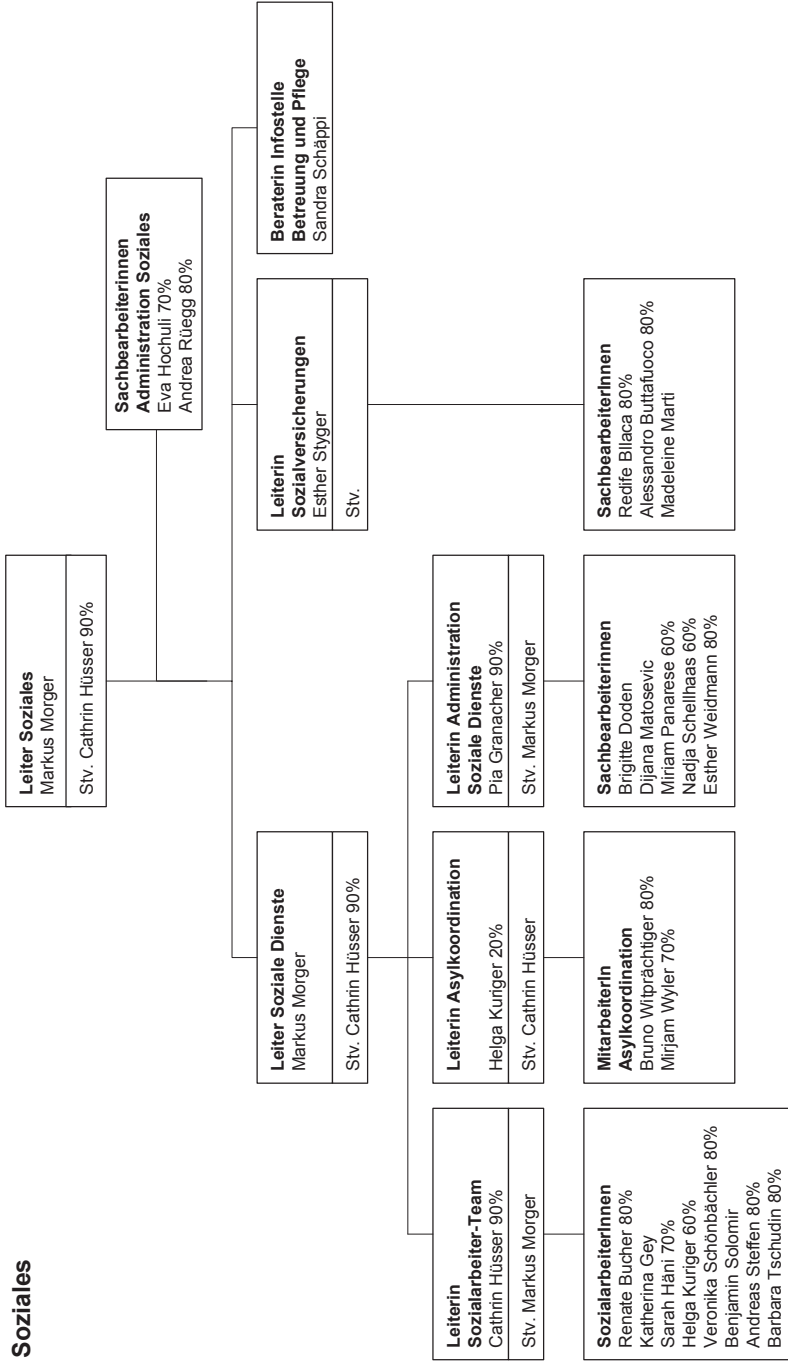 Soziales
Leiter Soziales
Markus Morger
Stv. Cathrin Hüsser 90%
Sachbearbeiterinnen
Administration Soziales
Eva Hochuli 70%
Andrea Rüegg 80%
Leiter Soziale Dienste
Markus Morger
Stv. Cathrin Hüsser 90%
Leiterin
Sozialversicherungen
Esther Styger
Stv.
Beraterin Infostelle
Betreuung und Pflege
Sandra Schäppi
Leiterin
Sozialarbeiter-Team
Cathrin Hüsser 90%
Stv. Markus Morger
Leiterin Asylkoordination
Helga Kuriger 20%
Stv. Cathrin Hüsser
Leiterin Administration
Soziale Dienste
Pia Granacher 90%
Stv. Markus Morger
SozialarbeiterInnen
Renate Bucher 80%
Katherina Gey
Sarah Häni 70%
Helga Kuriger 60%
Veronika Schönbächler 80%
Benjamin Solomir
Andreas Steffen 80%
Barbara Tschudin 80%
MitarbeiterIn
Asylkoordination
Bruno Witprächtiger 80%
Mirjam Wyler 70%
Sachbearbeiterinnen
Brigitte Doden
Dijana Matosevic
Miriam Panarese 60%
Nadja Schellhaas 60%
Esther Weidmann 80%
SachbearbeiterInnen
Redife Bllaca 80%
Alessandro Buttafuoco 80%
Madeleine Marti